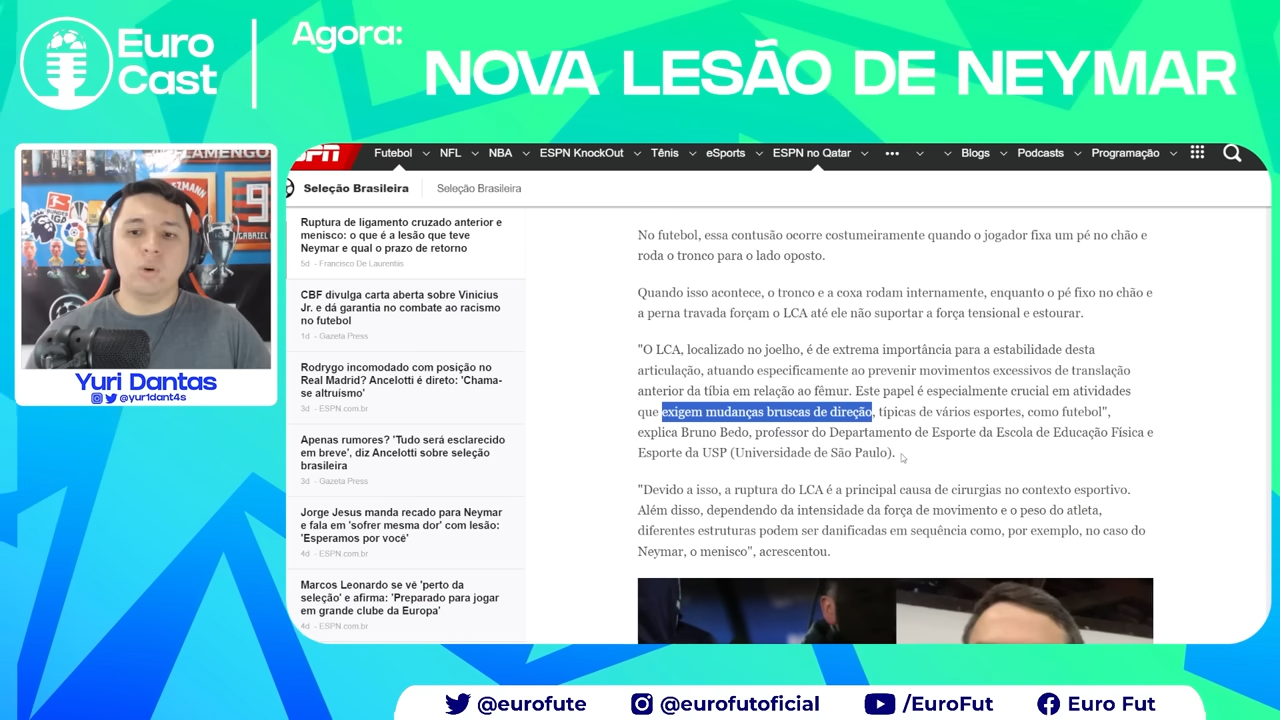 Euro
Cast
Agora:
NOVA LESÃO DE NEYMAR
FLAMENGO
GABRIEL
Yuri Dantas
@yur1dant4s
Futebol
NFL
NBA
ESPN KnockOut
Tênis
eSports
ESPN no Qatar
•••
Blogs
Podcasts
Programação
Seleção Brasileira
Seleção Brasileira
Ruptura de ligamento cruzado anterior e
menisco: o que é a lesão que teve
Neymar e qual o prazo de retorno
5d - Francisco De Laurentiis
CBF divulga carta aberta sobre Vinicius
Jr. e dá garantia no combate ao racismo
no futebol
1d - Gazeta Press
Rodrygo incomodado com posição no
Real Madrid? Ancelotti é direto: 'Chama-
se altruísmo'
3d - ESPN.com.br
Apenas rumores? 'Tudo será esclarecido
em breve', diz Ancelotti sobre seleção
brasileira
3d - Gazeta Press
Jorge Jesus manda recado para Neymar
e fala em 'sofrer mesma dor' com lesão:
'Esperamos por você'
4d - ESPN.com.br
Marcos Leonardo se vê 'perto da
seleção' e afirma: 'Preparado para jogar
em grande clube da Europa'
4d - ESPN.com.br
No futebol, essa contusão ocorre costumeiramente quando o jogador fixa um pé no chão e
roda o tronco para o lado oposto.
Quando isso acontece, o tronco e a coxa rodam internamente, enquanto o pé fixo no chão e
a perna travada forçam o LCA até ele não suportar a força tensional e estourar.
"O LCA, localizado no joelho, é de extrema importância para a estabilidade desta
articulação, atuando especificamente ao prevenir movimentos excessivos de translação
anterior da tíbia em relação ao fêmur. Este papel é especialmente crucial em atividades
que exigem mudanças bruscas de direção, típicas de vários esportes, como futebol",
explica Bruno Bedo, professor do Departamento de Esporte da Escola de Educação Física e
Esporte da USP (Universidade de São Paulo).
"Devido a isso, a ruptura do LCA é a principal causa de cirurgias no contexto esportivo.
Além disso, dependendo da intensidade da força de movimento e o peso do atleta,
diferentes estruturas podem ser danificadas em sequência como, por exemplo, no caso do
Neymar, o menisco", acrescentou.
@eurofute
@eurofutoficial
/EuroFut
Euro Fut